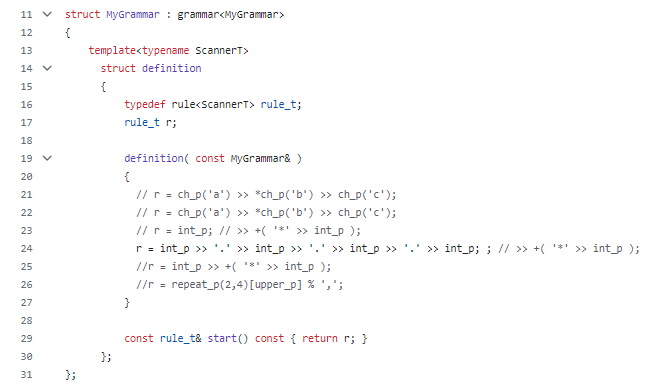 11 struct MyGrammar : grammar<MyGrammar>
12 {
13     template<typename ScannerT>
14       struct definition
15       {
16           typedef rule<ScannerT> rule_t;
17           rule_t r;
18
19           definition( const MyGrammar& )
20           {
21             // r = ch_p('a') >> *ch_p('b') >> ch_p('c');
22             // r = ch_p('a') >> *ch_p('b') >> ch_p('c');
23             // r = int_p; // >> +( '*' >> int_p );
24             r = int_p >> '.' >> int_p >> '.' >> int_p >> '.' >> int_p; ; // >> +( '*' >> int_p );
25             //r = int_p >> +( '*' >> int_p );
26             //r = repeat_p(2,4)[upper_p] % ',';
27           }
28
29           const rule_t& start() const { return r; }
30       };
31 };